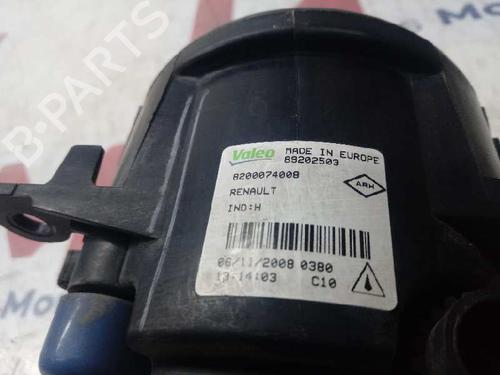 B-PARTS
Valeo MADE IN EUROPE
89202503
8200074008
RENAULT
ARH
IND:H
06/11/2008 0380
13:14:03 C10